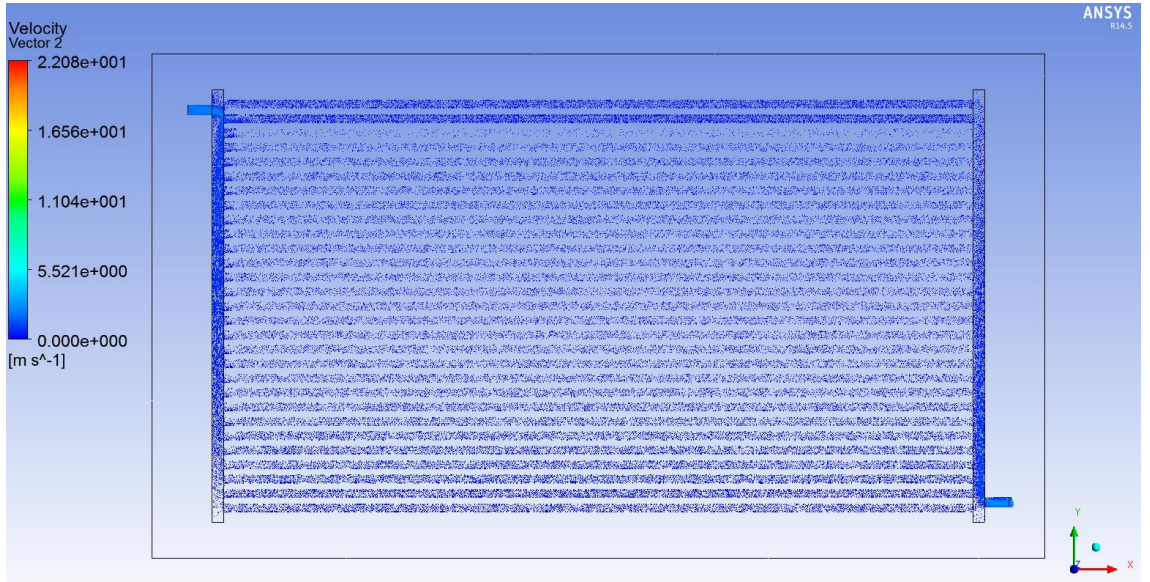 Velocity
Vector 2
2.208e+001
1.656e+001
1.104e+001
5.521e+000
0.000e+000
[m s^-1]
ANSYS
R14.5
Y
Z
X